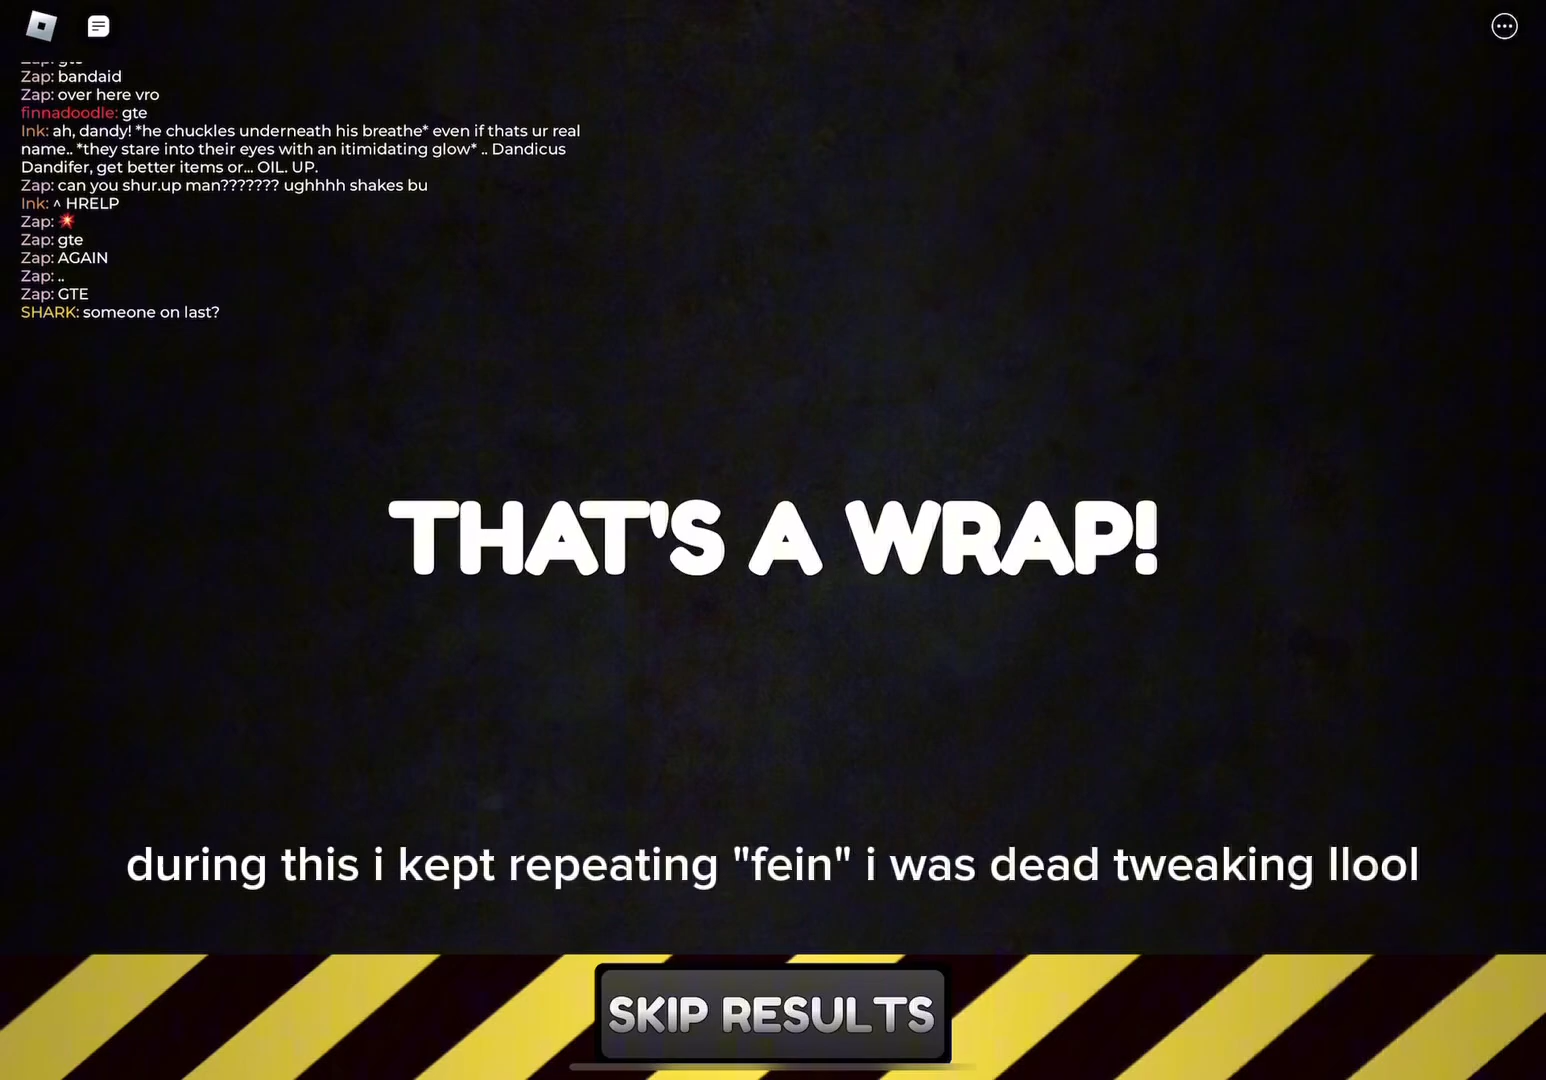 Zap: gte
Zap: bandaid
Zap: over here vro
finnadoodle: gte
Ink: ah, dandy! *he chuckles underneath his breathe* even if thats ur real
name.. *they stare into their eyes with an itimidating glow* .. Dandicus
Dandifer, get better items or... OIL. UP.
Zap: can you shur.up man??????? ughhhh shakes bu
Ink: ^ HRELP
Zap: 💥
Zap: gte
Zap: AGAIN
Zap: ..
Zap: GTE
SHARK: someone on last?
THAT'S A WRAP!
during this i kept repeating "fein" i was dead tweaking llool
SKIP RESULTS